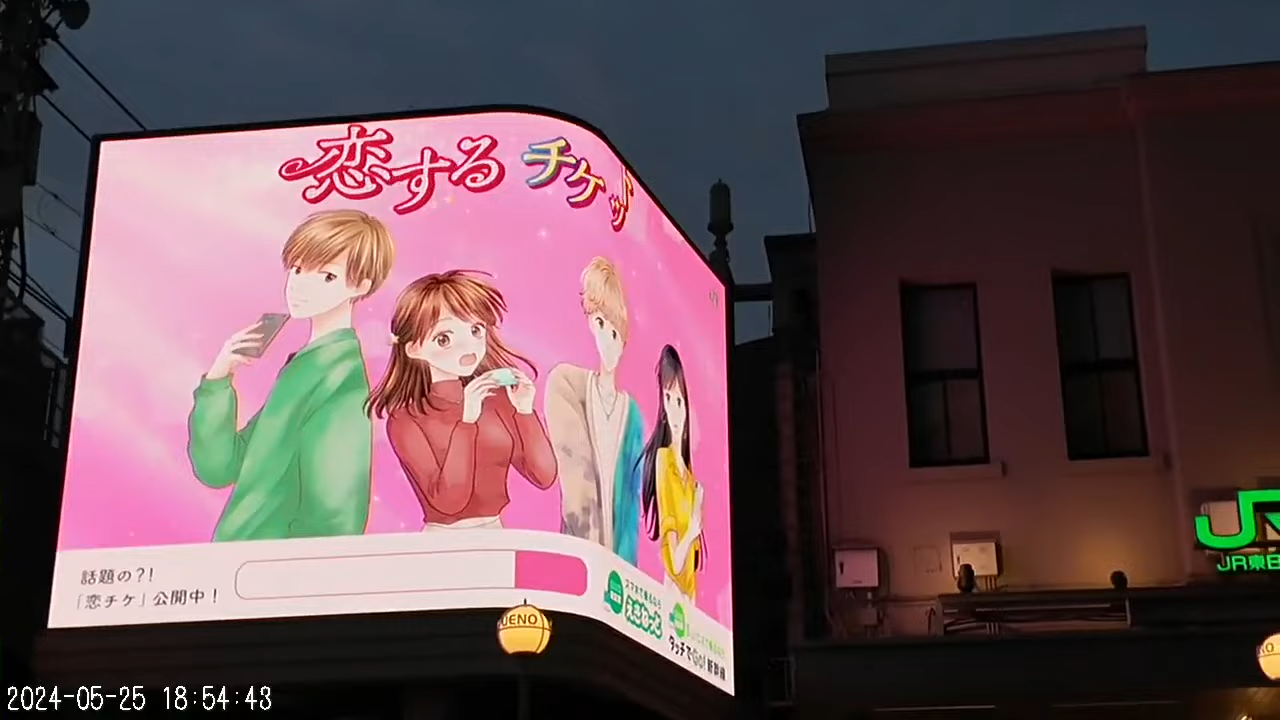 恋する チケッ
話題の?!
「恋チケ」公開中!
えきねっと
タッチでGo!新幹線
UENO
JR東日
2024-05-25 18:54:43